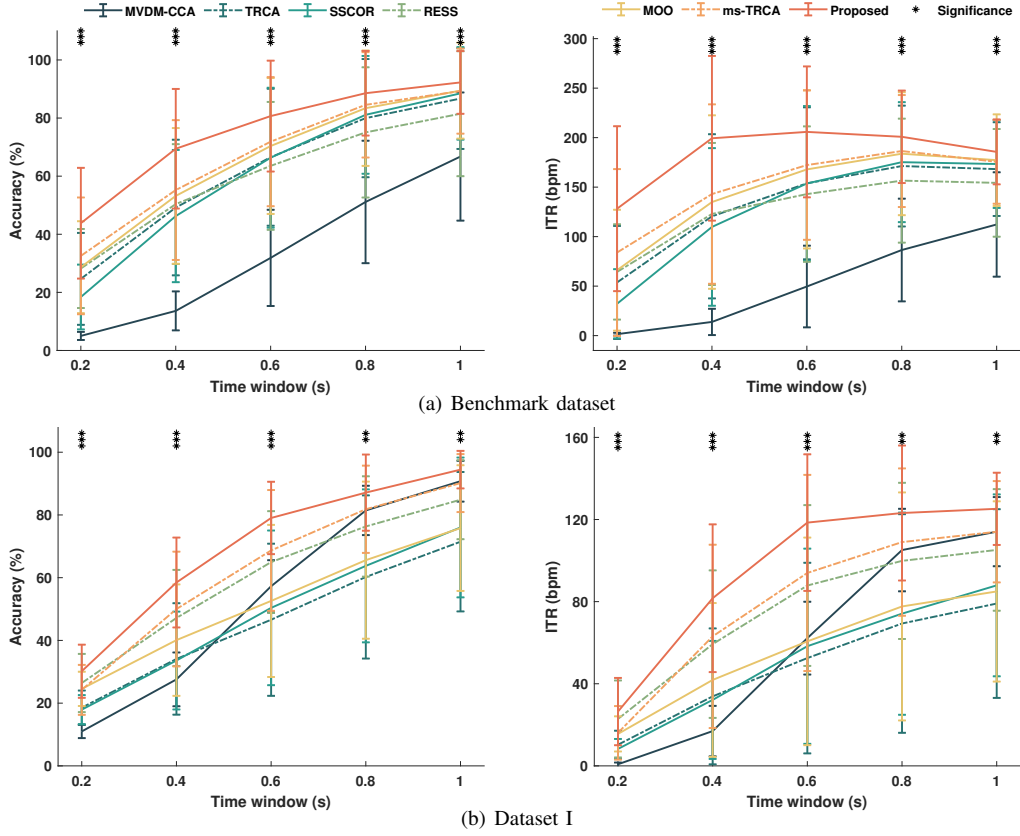 MVDM-CCA TRCA SSCOR RESS MOO ms-TRCA Proposed Significance
100
80
60
40
20
0
Accuracy (%)
0.2 0.4 0.6 0.8 1
Time window (s)
300
250
200
150
100
50
0
ITR (bpm)
0.2 0.4 0.6 0.8 1
Time window (s)
(a) Benchmark dataset
100
80
60
40
20
0
Accuracy (%)
0.2 0.4 0.6 0.8 1
Time window (s)
160
120
80
40
0
ITR (bpm)
0.2 0.4 0.6 0.8 1
Time window (s)
(b) Dataset I